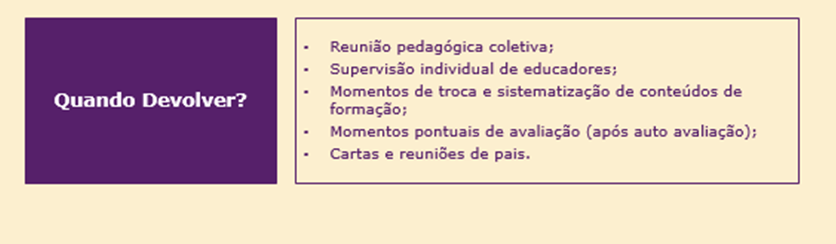 Quando Devolver?
▪ Reunião pedagógica coletiva;
▪ Supervisão individual de educadores;
▪ Momentos de troca e sistematização de conteúdos de
formação;
▪ Momentos pontuais de avaliação (após auto avaliação);
▪ Cartas e reuniões de pais.